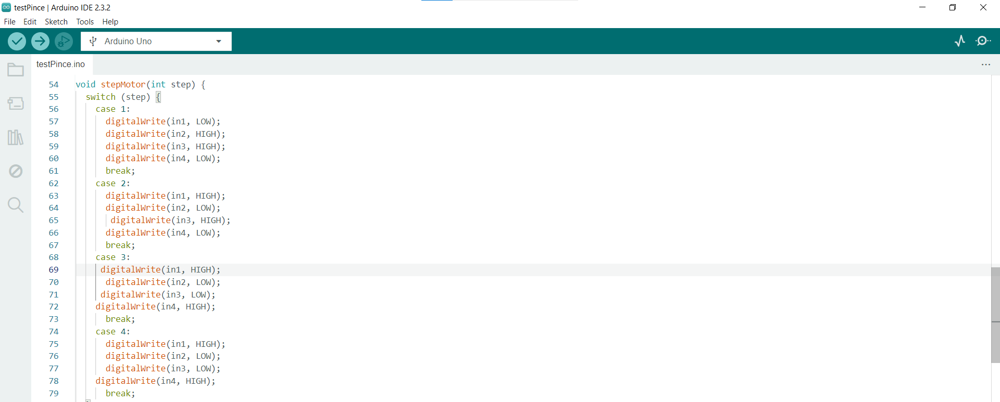 testPince | Arduino IDE 2.3.2
File Edit Sketch Tools Help
Arduino Uno
testPince.ino
54 void stepMotor(int step) {
55 switch (step) {
56 case 1:
57 digitalWrite(in1, LOW);
58 digitalWrite(in2, HIGH);
59 digitalWrite(in3, HIGH);
60 digitalWrite(in4, LOW);
61 break;
62 case 2:
63 digitalWrite(in1, HIGH);
64 digitalWrite(in2, LOW);
65 digitalWrite(in3, HIGH);
66 digitalWrite(in4, LOW);
67 break;
68 case 3:
69 digitalWrite(in1, HIGH);
70 digitalWrite(in2, LOW);
71 digitalWrite(in3, LOW);
72 digitalWrite(in4, HIGH);
73 break;
74 case 4:
75 digitalWrite(in1, HIGH);
76 digitalWrite(in2, LOW);
77 digitalWrite(in3, LOW);
78 digitalWrite(in4, HIGH);
79 break;